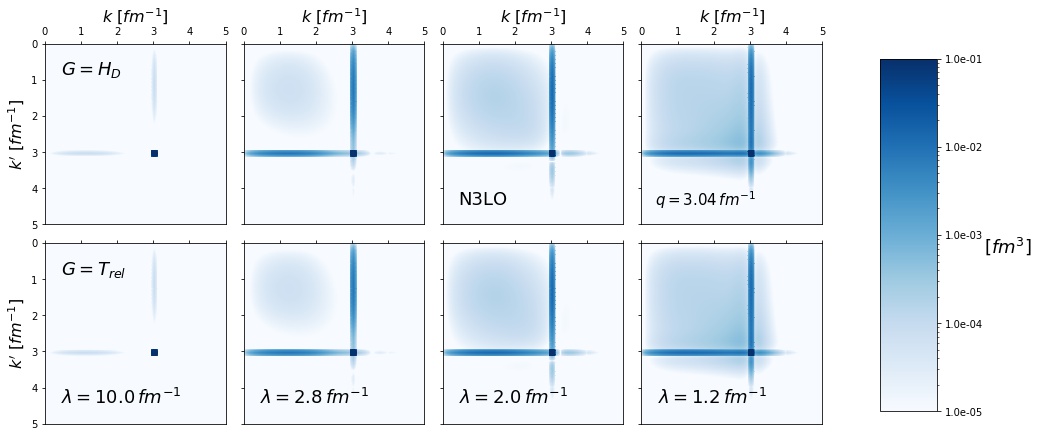 k [fm⁻¹] k [fm⁻¹] k [fm⁻¹] k [fm⁻¹]
0 1 2 3 4 5 0 1 2 3 4 5 0 1 2 3 4 5 0 1 2 3 4 5
k′ [fm⁻¹]
0
1
2
3
4
5
G = H_D
N3LO
q = 3.04 fm⁻¹
k′ [fm⁻¹]
0
1
2
3
4
5
G = T_rel
λ = 10.0 fm⁻¹
λ = 2.8 fm⁻¹
λ = 2.0 fm⁻¹
λ = 1.2 fm⁻¹
1.0e-01
1.0e-02
1.0e-03
1.0e-04
1.0e-05
[fm³]